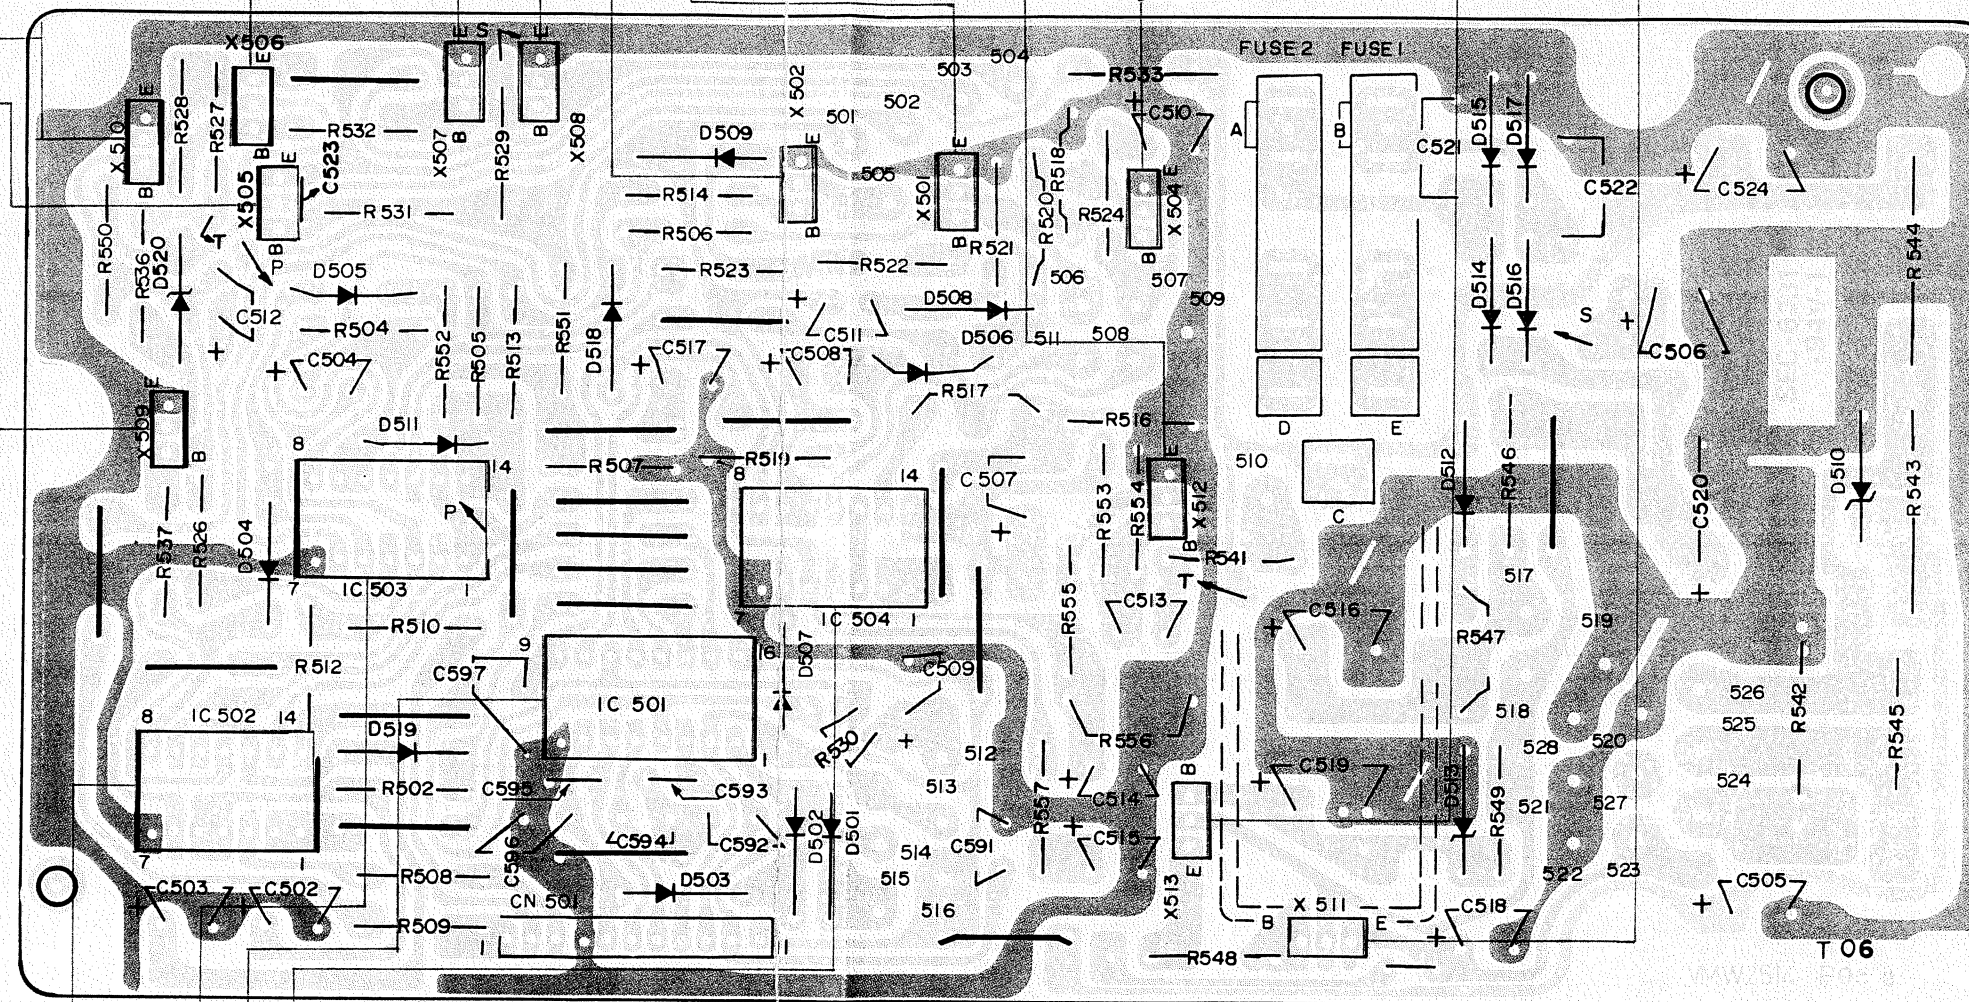 X506
E
E
S
E
504
FUSE2
FUSE1
503
R533
X502
502
501
A
B
C510
+
E
X510
B
R528
R527
B
R532
X507
B
R529
B
X508
D509
E
C521
D515
D517
E
X505
C523
R518
505
X501
E
X504
E
C522
+
C524
R514
R531
R520
R524
R550
R536
D520
T
B
P
R506
B
B
R521
B
R544
D505
R523
R522
506
507
D514
D516
S
C512
+
+
D508
509
R504
R552
R505
R513
R551
D518
C511
D506
511
508
+
C506
C504
+
C517
+
C508
+
R517
E
X509
B
D511
R516
D
E
8
14
R507
R519
8
14
C507
+
E
510
D512
R546
D510
R543
C
C520
+
P
R553
R554
X512
B
R537
R526
D504
R541
T
517
7
IC503
1
7
IC504
1
R555
C513
C516
+
519
R510
9
16
D507
R547
R512
C597
C509
8
IC502
14
IC501
526
R542
525
518
R545
D519
R530
+
R556
528
520
1
512
R502
C595
C593
513
+
C514
B
+
C519
D513
524
R557
R549
521
527
C596
C594
C592
D502
D501
514
C591
+
C515
X513
E
7
1
515
522
523
C503
+
C502
+
R508
D503
C505
+
CN501
516
X511
B
E
C518
+
R509
1
11
R548
T06